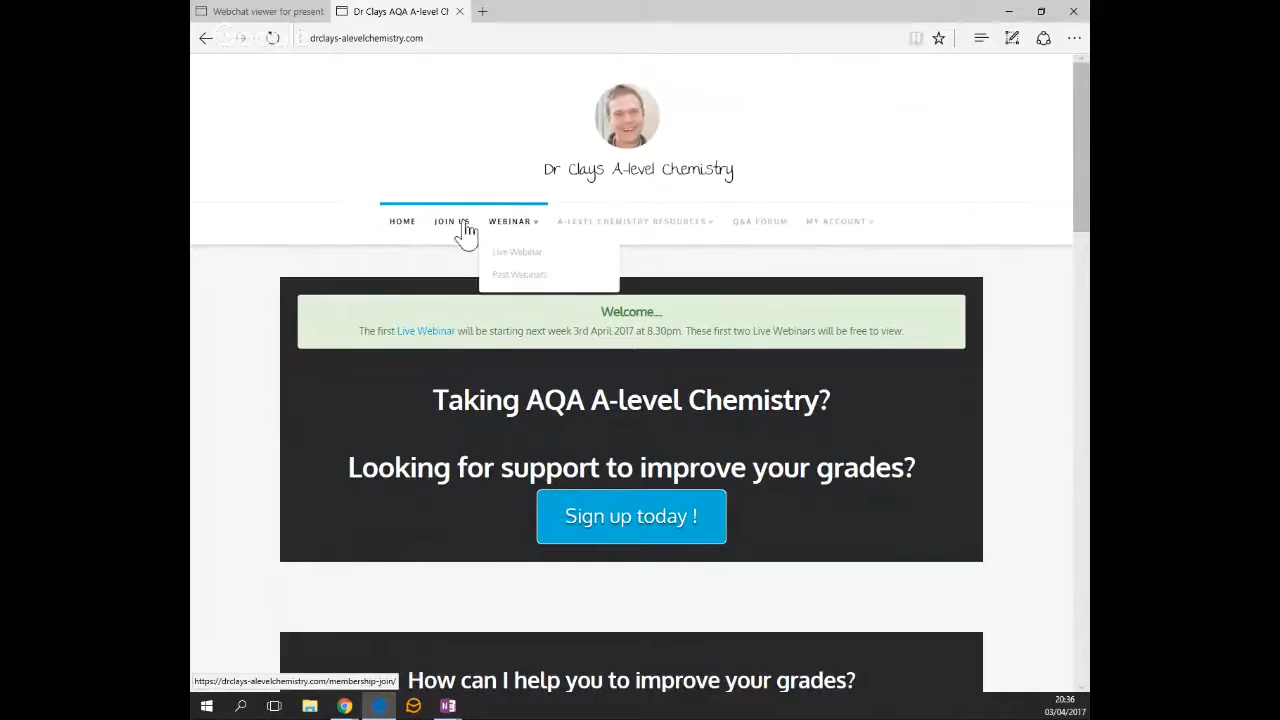 Webchat viewer for present
Dr Clays AQA A-level Ch
Google
drclays-alevelchemistry.com
Dr Clays A-level Chemistry
HOME JOIN US WEBINAR A-LEVEL CHEMISTRY RESOURCES Q&A FORUM MY ACCOUNT
Live Webinar
Past Webinars
Welcome....
The first Live Webinar will be starting next week 3rd April 2017 at 8.30pm. These first two Live Webinars will be free to view.
Taking AQA A-level Chemistry?
Looking for support to improve your grades?
Sign up today !
How can I help you to improve your grades?
https://drclays-alevelchemistry.com/membership-join/
20:36
03/04/2017